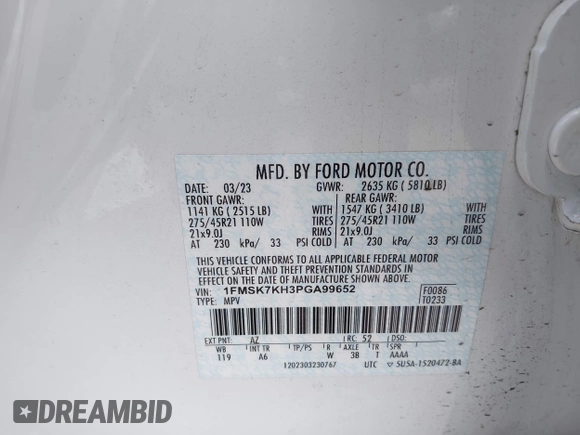 MFD. BY FORD MOTOR CO.
DATE: 03/23 GVWR: 2635 KG ( 5810 LB)
FRONT GAWR: REAR GAWR:
1141 KG ( 2515 LB) WITH 1547 KG ( 3410 LB) WITH
275/45R21 110W TIRES 275/45R21 110W TIRES
21x9.0J RIMS 21x9.0J RIMS
AT 230 kPa/ 33 PSI COLD AT 230 kPa/ 33 PSI COLD
THIS VEHICLE CONFORMS TO ALL APPLICABLE FEDERAL MOTOR
VEHICLE SAFETY AND THEFT PREVENTION STANDARDS IN
EFFECT ON THE DATE OF MANUFACTURE SHOWN ABOVE.
VIN: 1FMSK7KH3PGA99652 F0086
TYPE: MPV T0233
EXT PNT: AZ RC: 52 DSO:
WB INT TR TP/PS R AXLE TR SPR
119 A6 W 3B T AAAA
1202303230767 UTC 5U5A-1520472-BA
DREAMBID